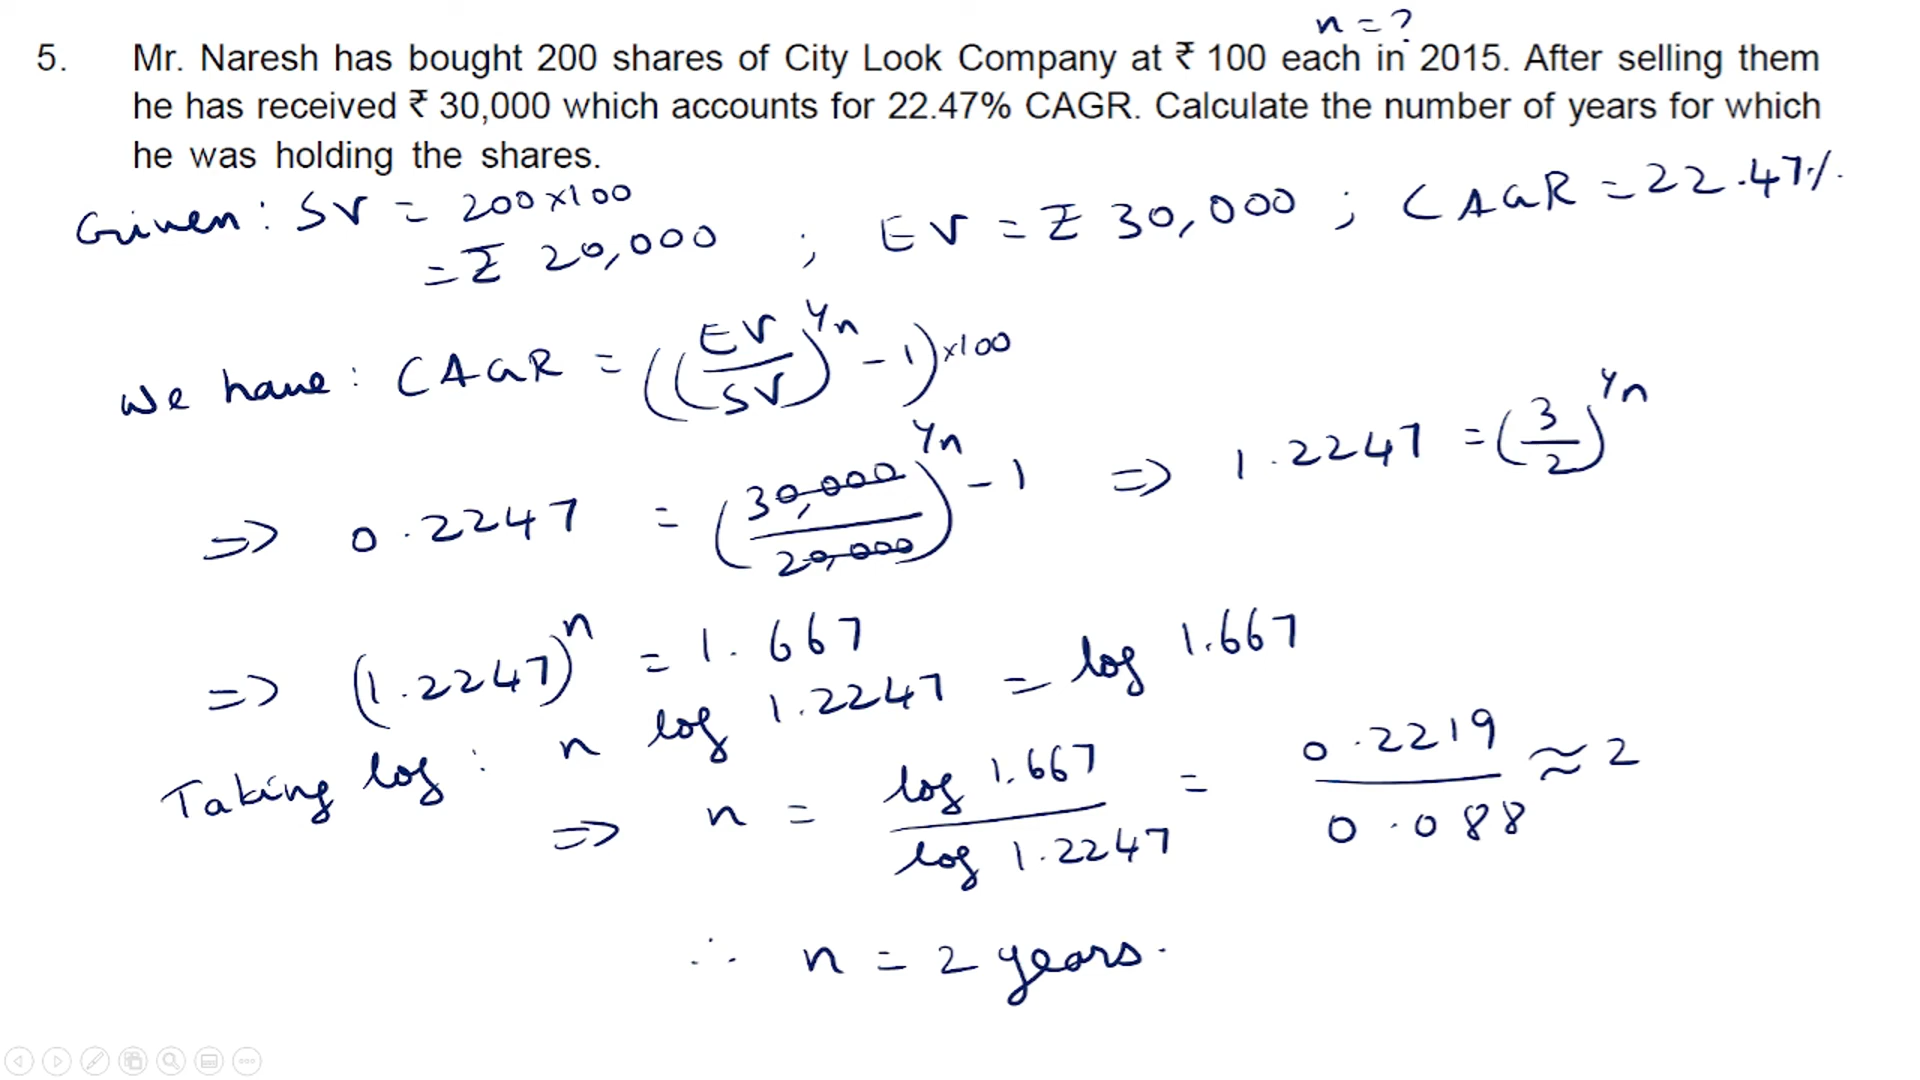 n = ?
5. Mr. Naresh has bought 200 shares of City Look Company at ₹ 100 each in 2015. After selling them
he has received ₹ 30,000 which accounts for 22.47% CAGR. Calculate the number of years for which
he was holding the shares.
Given: SV = 200x100
= ₹ 20,000 ; EV = ₹ 30,000 ; CAGR = 22.47%.
We have: CAGR = ((EV/SV)^1/n - 1)x100
=> 0.2247 = (30,000/20,000)^1/n - 1 => 1.2247 = (3/2)^1/n
=> (1.2247)^n = 1.667
Taking log: n log 1.2247 = log 1.667
=> n = log 1.667 / log 1.2247 = 0.2219 / 0.088 ≈ 2
∴ n = 2 years.